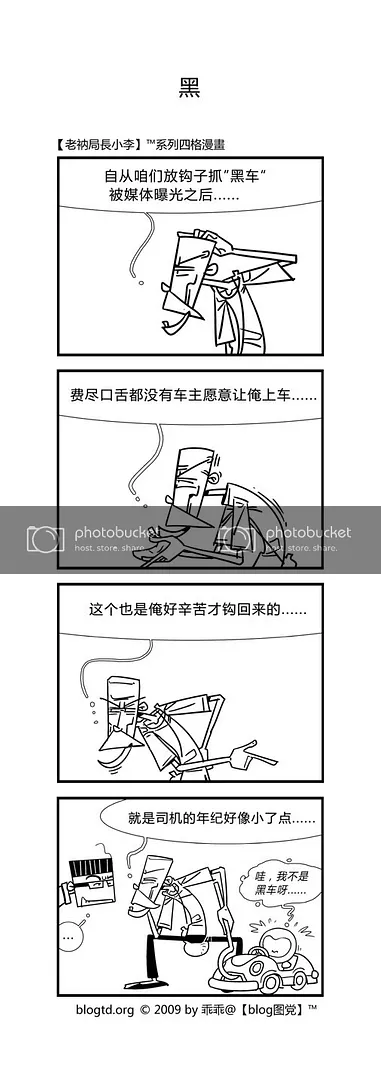 黑
【老衲局長小李】™系列四格漫畫
自从咱们放钩子抓"黑车"
被媒体曝光之后……
费尽口舌都没有车主愿意让俺上车……
photobucket
host. store. share.
photobucket
host. store. share.
这个也是俺好辛苦才钩回来的……
就是司机的年纪好像小了点……
哇，我不是
黑车呀……
...
blogtd.org © 2009 by 乖乖@【blog图党】™